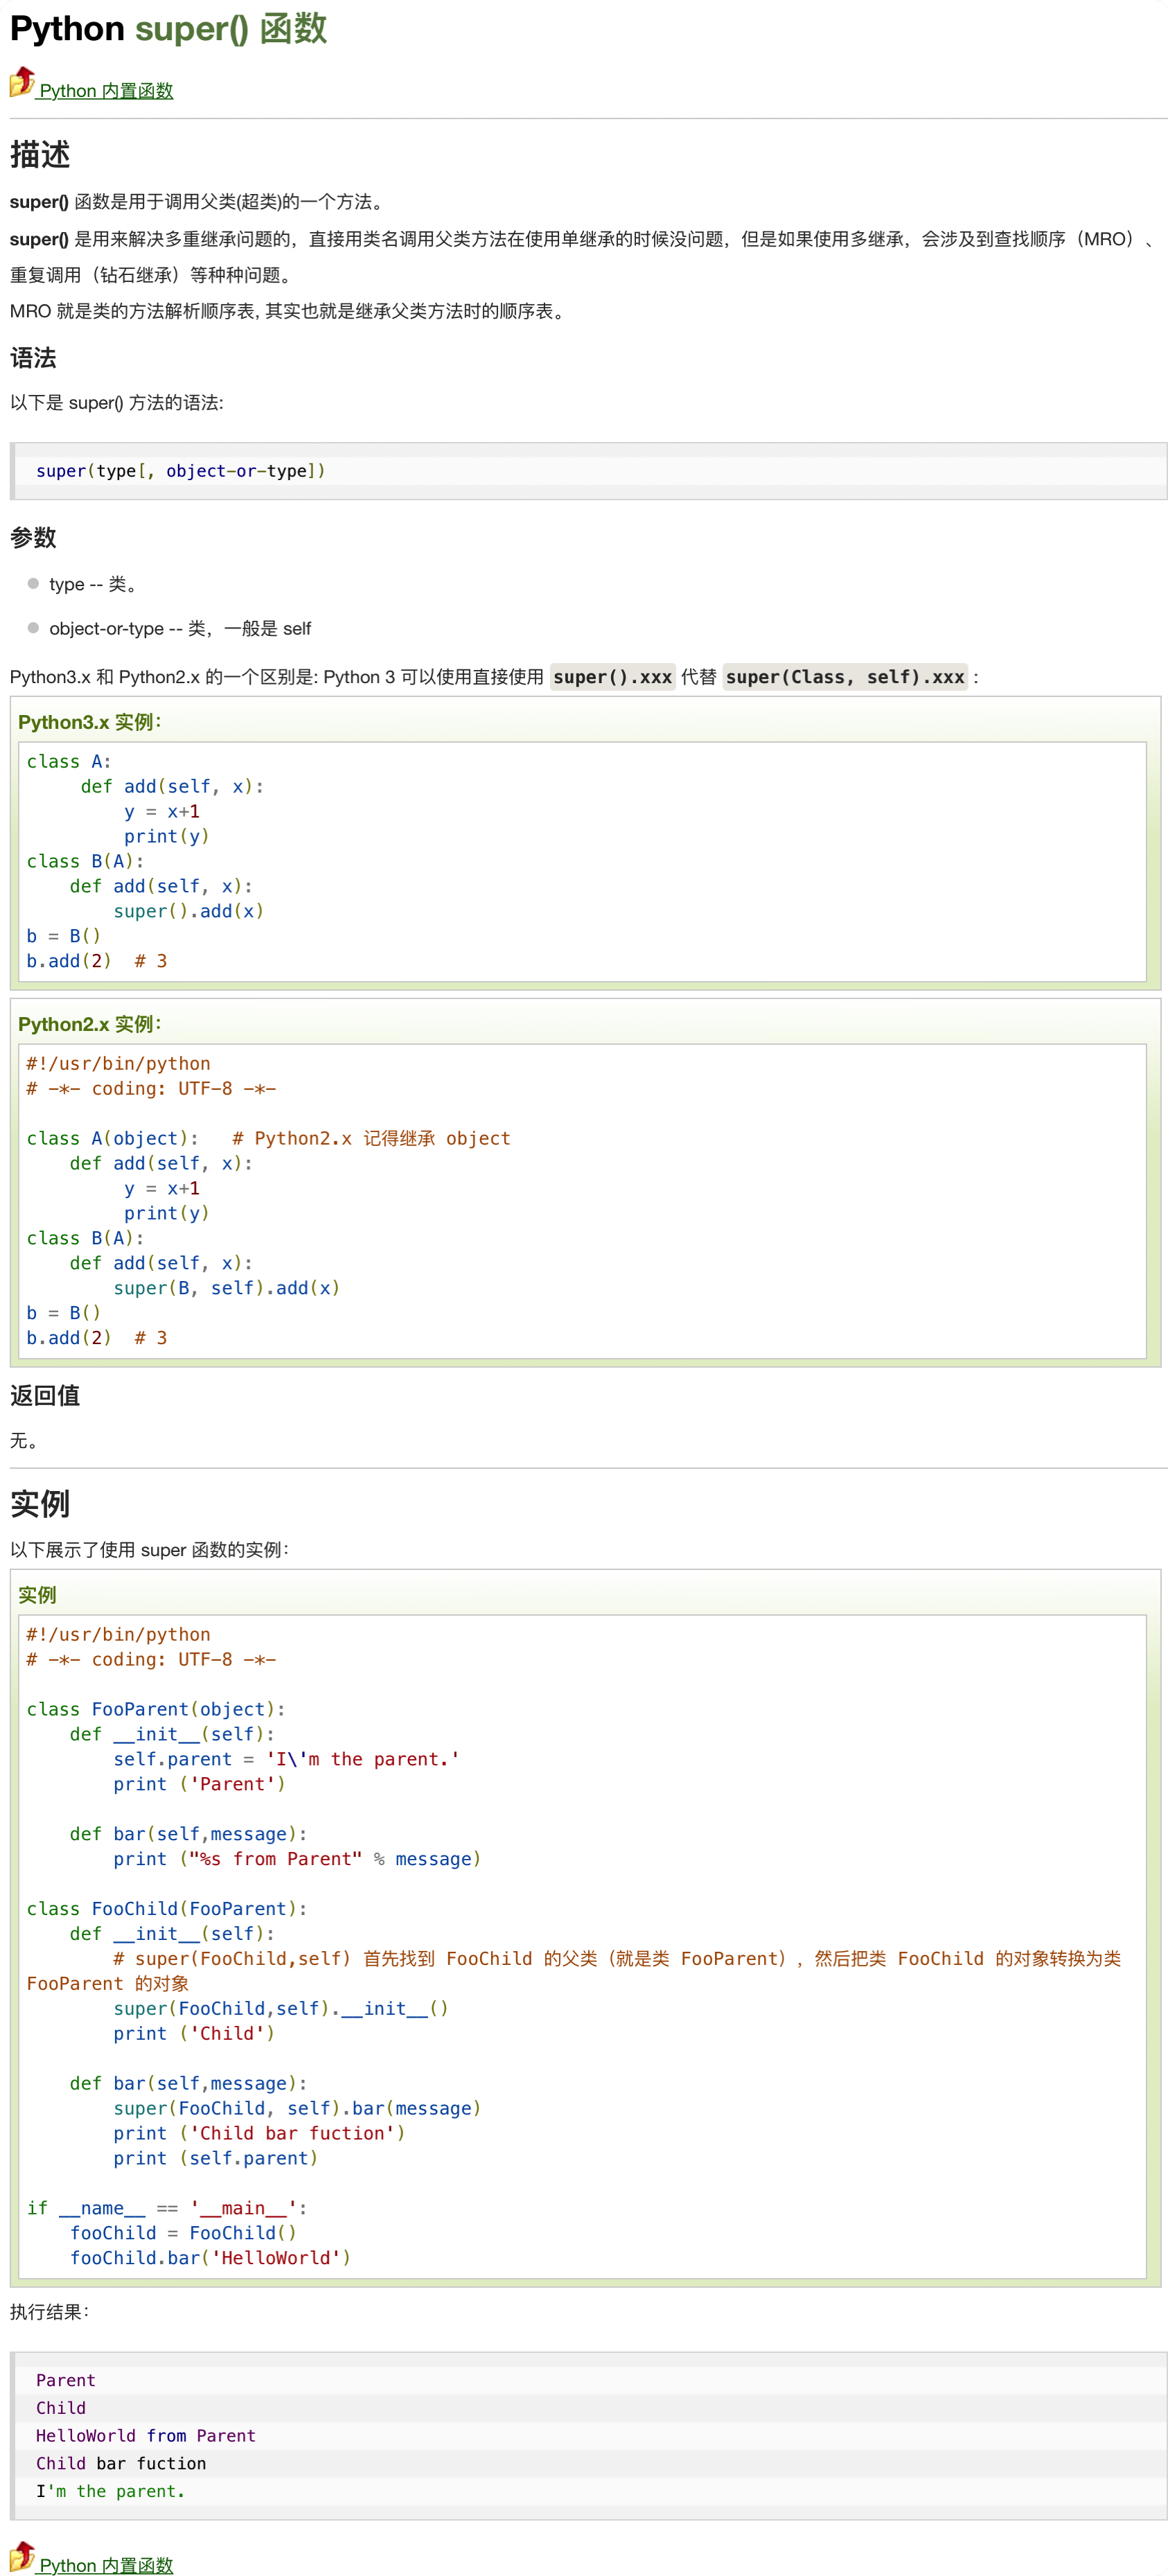 Python super() 函数
Python 内置函数
描述
super() 函数是用于调用父类(超类)的一个方法。
super() 是用来解决多重继承问题的，直接用类名调用父类方法在使用单继承的时候没问题，但是如果使用多继承，会涉及到查找顺序（MRO）、
重复调用（钻石继承）等种种问题。
MRO 就是类的方法解析顺序表, 其实也就是继承父类方法时的顺序表。
语法
以下是 super() 方法的语法:
super(type[, object-or-type])
参数
type -- 类。
object-or-type -- 类，一般是 self
Python3.x 和 Python2.x 的一个区别是: Python 3 可以使用直接使用 super().xxx 代替 super(Class, self).xxx :
Python3.x 实例：
class A:
     def add(self, x):
         y = x+1
         print(y)
class B(A):
    def add(self, x):
        super().add(x)
b = B()
b.add(2)  # 3
Python2.x 实例：
#!/usr/bin/python
# -*- coding: UTF-8 -*-
class A(object):   # Python2.x 记得继承 object
    def add(self, x):
         y = x+1
         print(y)
class B(A):
    def add(self, x):
        super(B, self).add(x)
b = B()
b.add(2)  # 3
返回值
无。
实例
以下展示了使用 super 函数的实例：
实例
#!/usr/bin/python
# -*- coding: UTF-8 -*-
class FooParent(object):
    def __init__(self):
        self.parent = 'I\'m the parent.'
        print ('Parent')
    def bar(self,message):
        print ("%s from Parent" % message)
class FooChild(FooParent):
    def __init__(self):
        # super(FooChild,self) 首先找到 FooChild 的父类（就是类 FooParent），然后把类 FooChild 的对象转换为类
FooParent 的对象
        super(FooChild,self).__init__()
        print ('Child')
    def bar(self,message):
        super(FooChild, self).bar(message)
        print ('Child bar fuction')
        print (self.parent)
if __name__ == '__main__':
    fooChild = FooChild()
    fooChild.bar('HelloWorld')
执行结果：
Parent
Child
HelloWorld from Parent
Child bar fuction
I'm the parent.
Python 内置函数